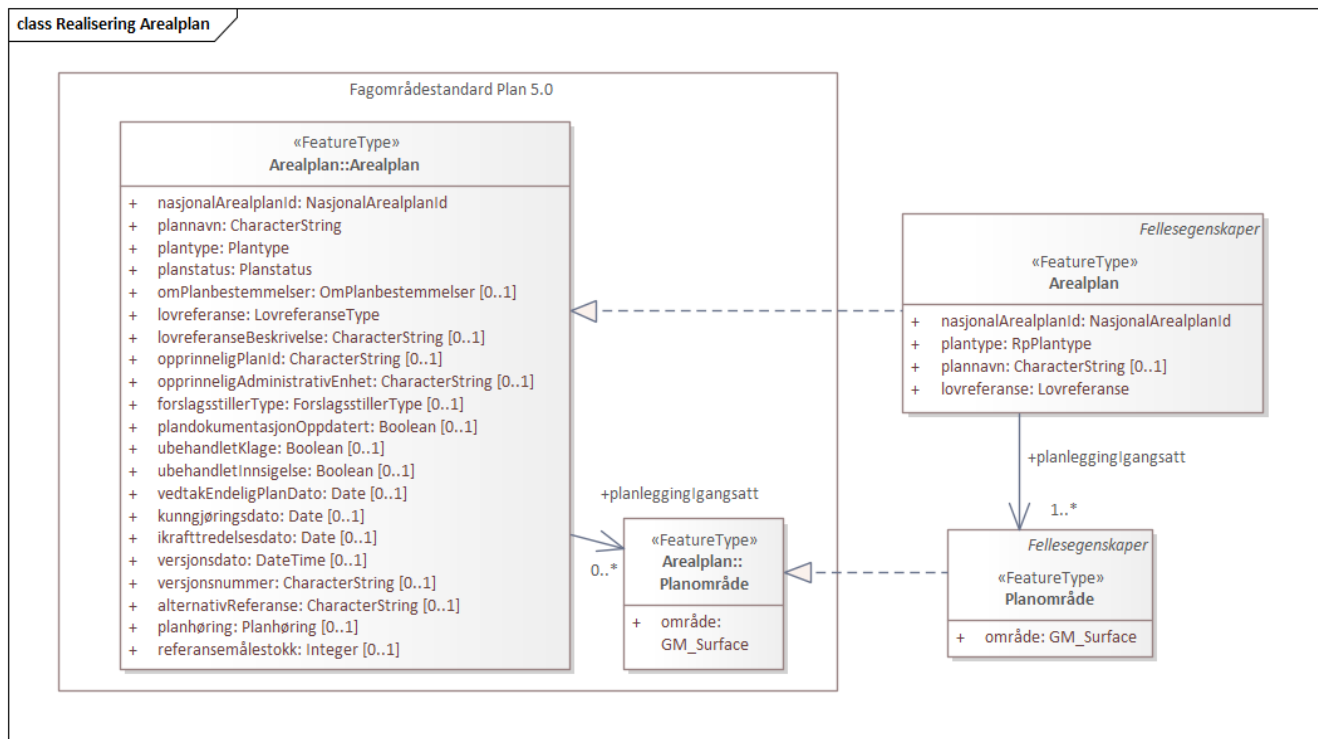 class Realisering Arealplan
Fagområdestandard Plan 5.0
«FeatureType»
Arealplan::Arealplan
+ nasjonalArealplanId: NasjonalArealplanId
+ plannavn: CharacterString
+ plantype: Plantype
+ planstatus: Planstatus
+ omPlanbestemmelser: OmPlanbestemmelser [0..1]
+ lovreferanse: LovreferanseType
+ lovreferanseBeskrivelse: CharacterString [0..1]
+ opprinneligPlanId: CharacterString [0..1]
+ opprinneligAdministrativEnhet: CharacterString [0..1]
+ forslagsstillerType: ForslagsstillerType [0..1]
+ plandokumentasjonOppdatert: Boolean [0..1]
+ ubehandletKlage: Boolean [0..1]
+ ubehandletInnsigelse: Boolean [0..1]
+ vedtakEndeligPlanDato: Date [0..1]
+ kunngjøringsdato: Date [0..1]
+ ikrafttredelsesdato: Date [0..1]
+ versjonsdato: DateTime [0..1]
+ versjonsnummer: CharacterString [0..1]
+ alternativReferanse: CharacterString [0..1]
+ planhøring: Planhøring [0..1]
+ referansemålestokk: Integer [0..1]
+planleggingIgangsatt
0..*
«FeatureType»
Arealplan::
Planområde
+ område:
GM_Surface
Fellesegenskaper
«FeatureType»
Arealplan
+ nasjonalArealplanId: NasjonalArealplanId
+ plantype: RpPlantype
+ plannavn: CharacterString [0..1]
+ lovreferanse: Lovreferanse
+planleggingIgangsatt
1..*
Fellesegenskaper
«FeatureType»
Planområde
+ område: GM_Surface